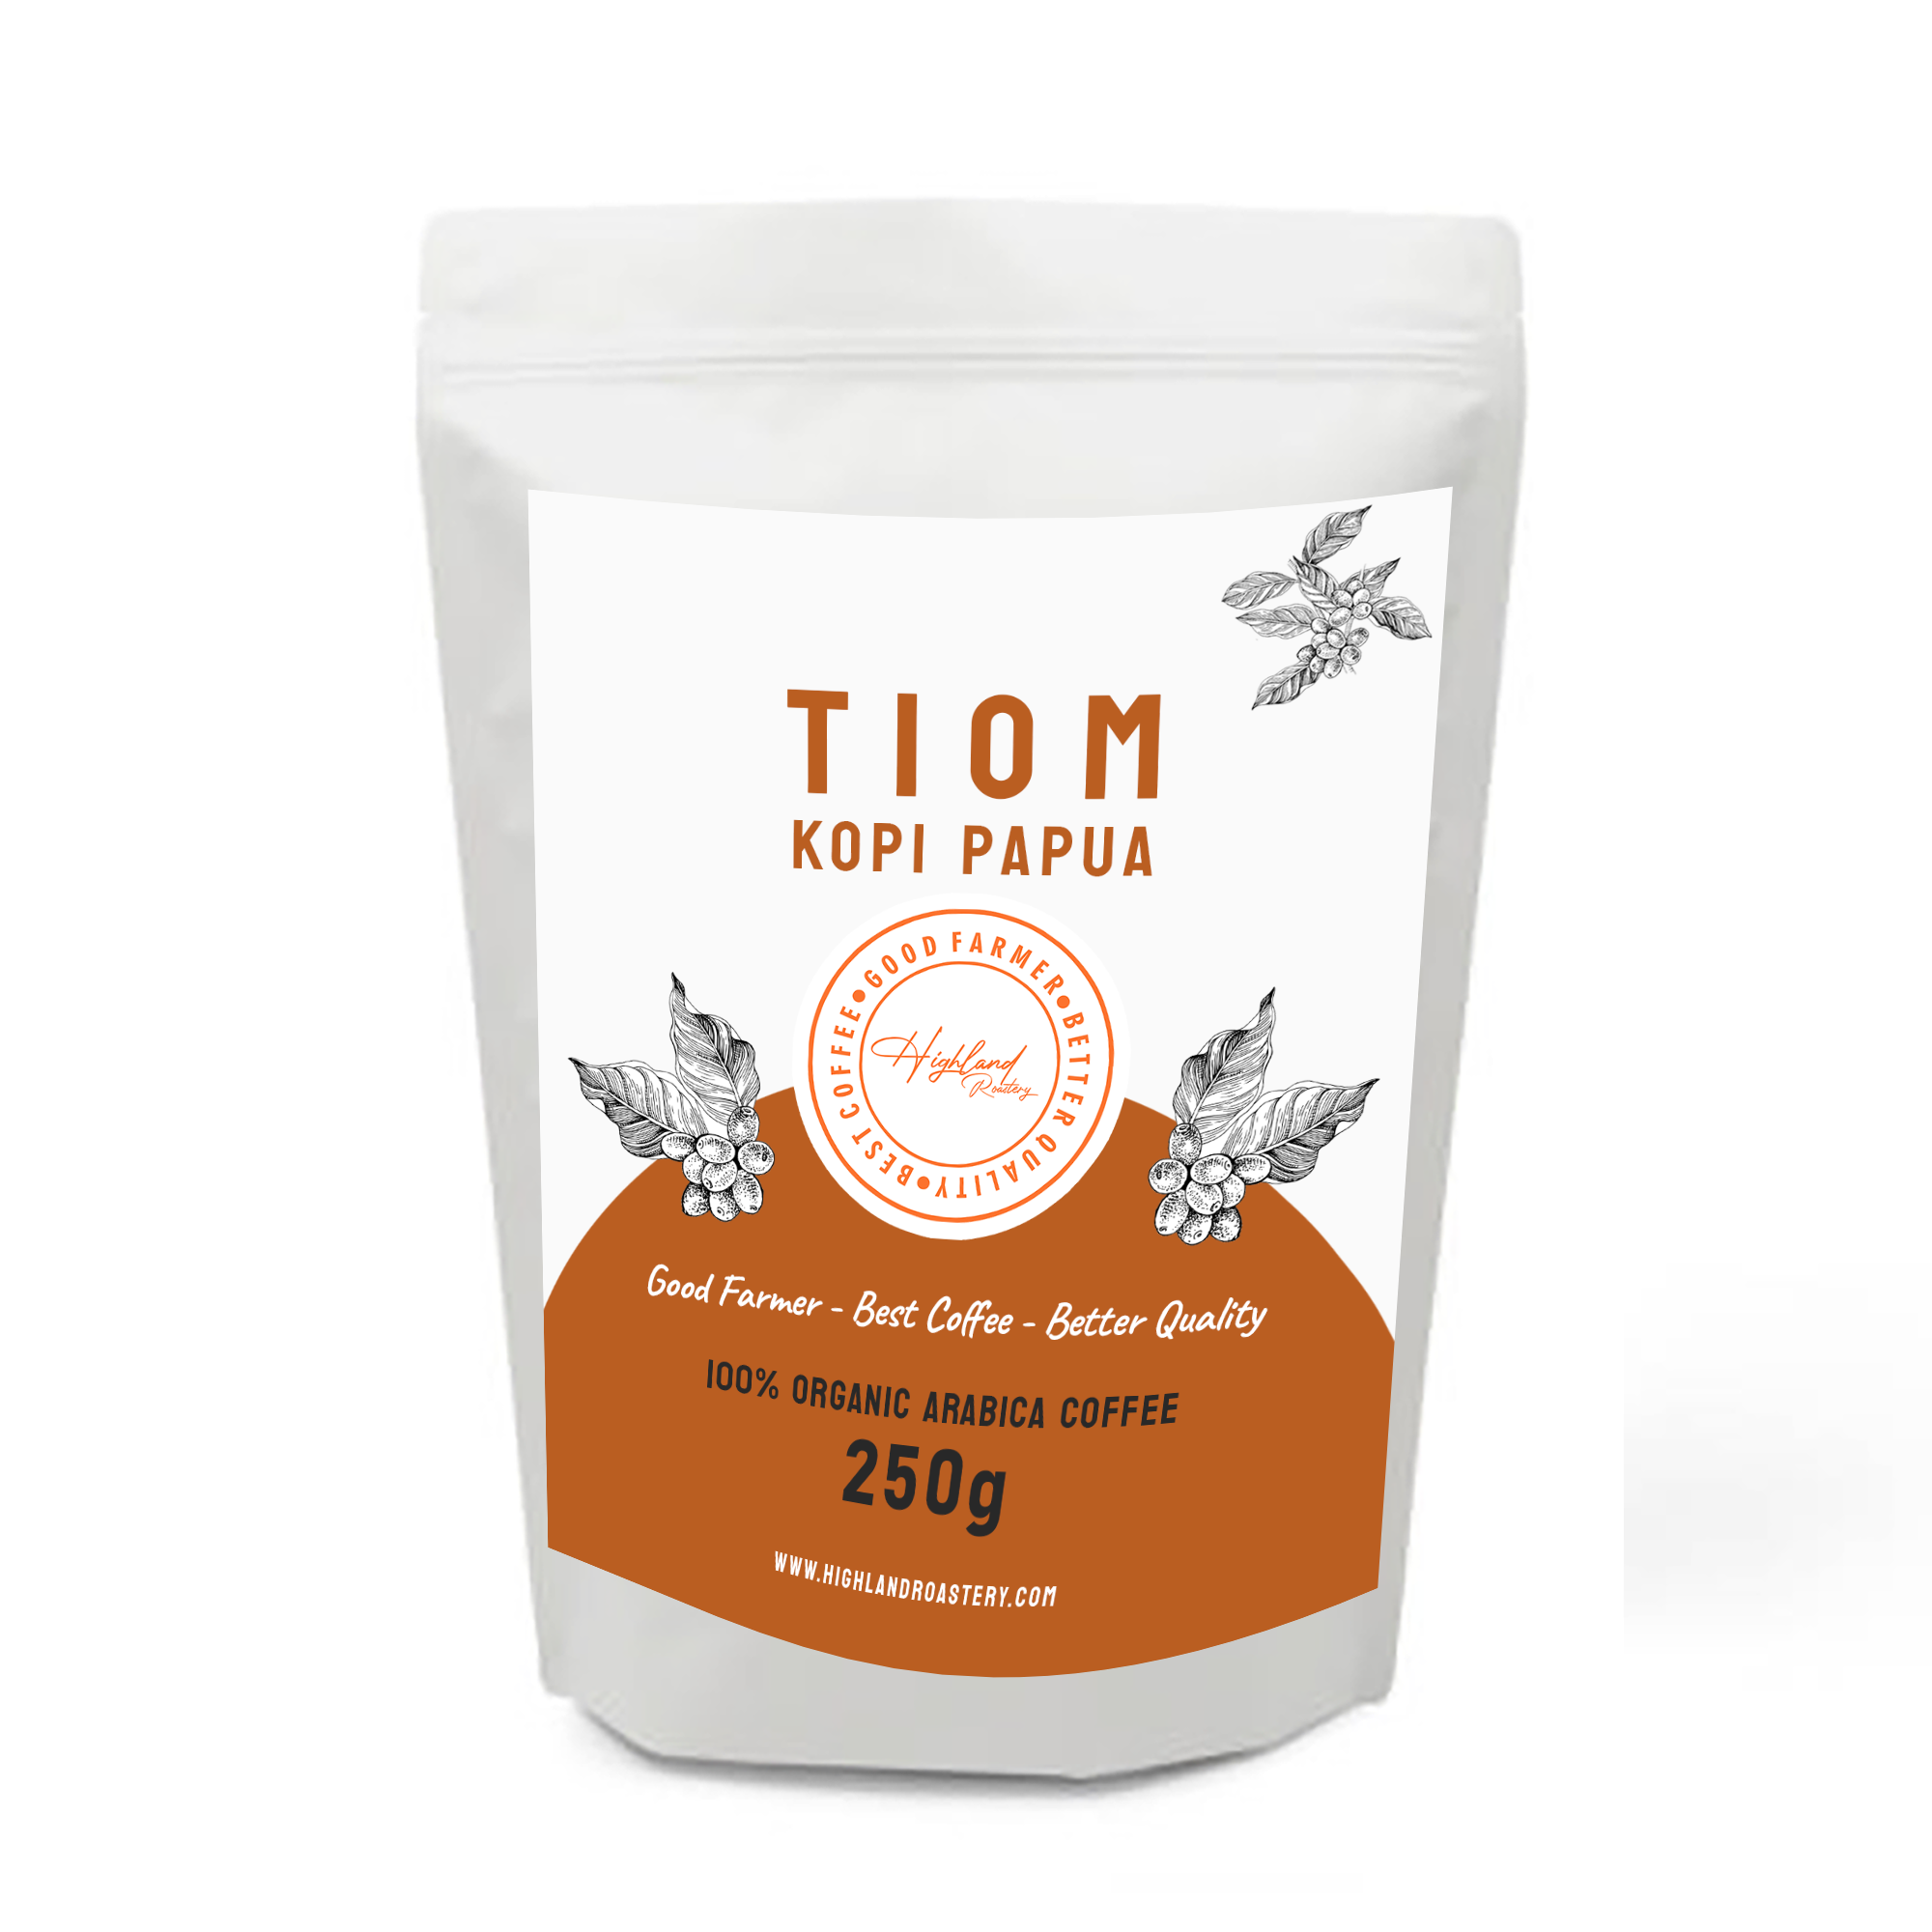 TIOM
KOPI PAPUA
GOOD FARMER • BETTER QUALITY • BEST COFFEE •
Highland
Roastery
Good Farmer - Best Coffee - Better Quality
100% ORGANIC ARABICA COFFEE
250g
WWW.HIGHLANDROASTERY.COM